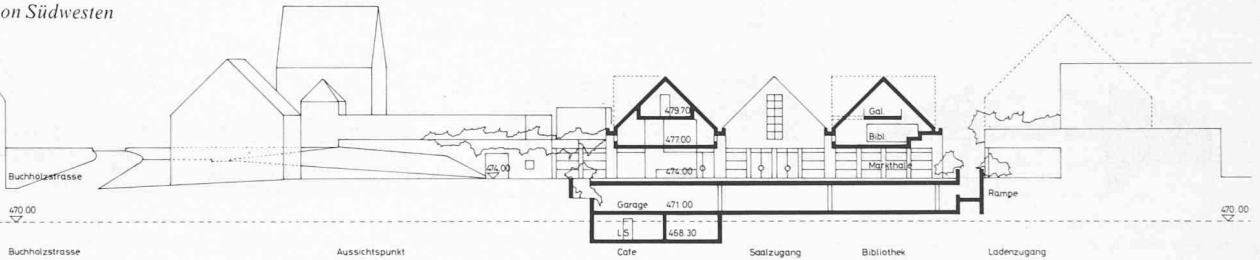 on Südwesten
479.70
Gal.
477.00
Bibl.
474.00
474.00
Markthalle
Buchholzstrasse
Rampe
Garage 471.00
470.00
470.00
LS 468.30
Buchholzstrasse
Aussichtspunkt
Cafe
Saalzugang
Bibliothek
Ladenzugang